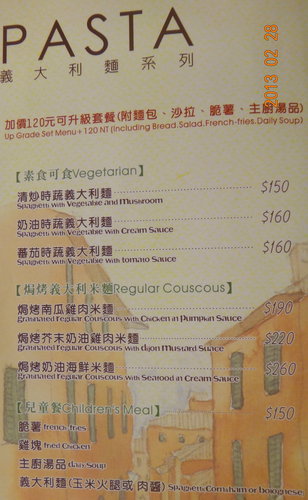 PASTA
義大利麵系列
2013 02 28
加價120元可升級套餐(附麵包、沙拉、脆薯、主廚湯品)
Up Grade Set Menu+120 NT (Including Bread.Salad.French-fries.Daily Soup)
【素食可食Vegetarian】
清炒時蔬義大利麵 $150
Spaghetti with Vegetable and Mushroom
奶油時蔬義大利麵 $160
Spaghetti with Vegetable with Cream Sauce
蕃茄時蔬義大利麵 $160
Spaghetti with Vegetable with tomato Sauce
【焗烤義大利米麵Regular Couscous】
焗烤南瓜雞肉米麵 $190
Gratinated reguar Couscous with Chicken in Pumpkin Sauce
焗烤芥末奶油雞肉米麵 $220
Gratinated reguar Couscous with dijon Mustard Suace
焗烤奶油海鮮米麵 $260
Gratinated reguar Couscous with Seafood in Cream Sauce
【兒童餐Children's Meal】 $150
脆薯 french fries
雞塊 fried Chicken
主廚湯品 daily Soup
義大利麵(玉米火腿或肉醬) Spaghetti Corn&ham or bolognese